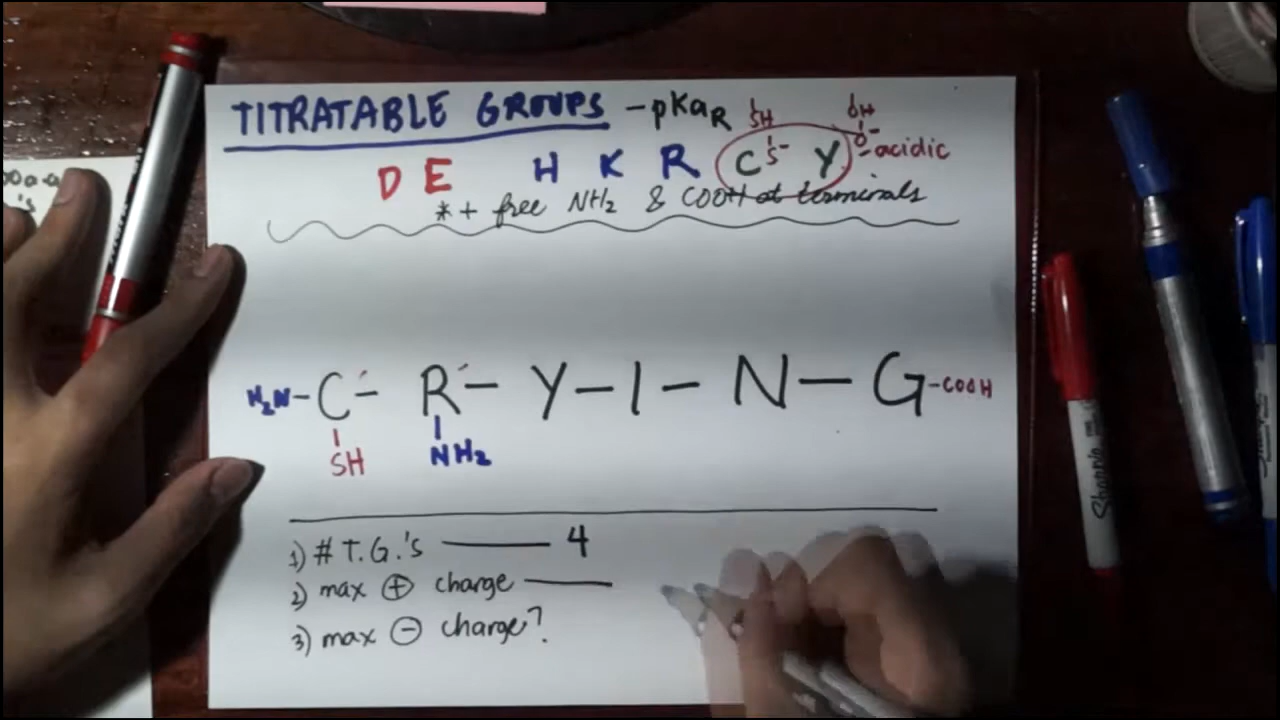 TITRATABLE GROUPS - pKaR
SH OH
D E H K R C S- Y O- - acidic
* + free NH2 & COOH at terminals
H2N - C - R - Y - I - N - G - COOH
SH NH2
1) # T.G.'s — 4
2) max ⊕ charge —
3) max ⊖ charge?
Sharpie